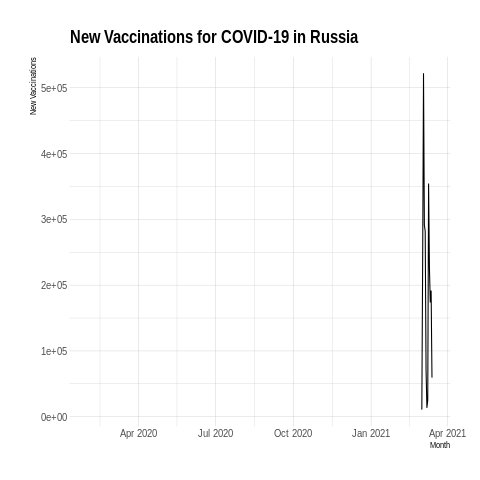 New Vaccinations for COVID-19 in Russia
New Vaccinations
5e+05
4e+05
3e+05
2e+05
1e+05
0e+00
Apr 2020 Jul 2020 Oct 2020 Jan 2021 Apr 2021
Month